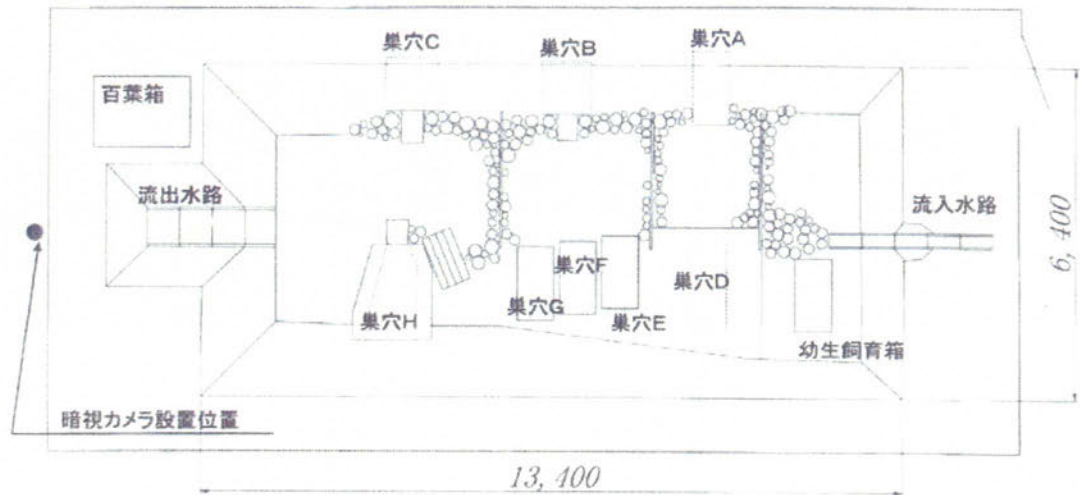 巣穴C
巣穴B
巣穴A
百葉箱
流出水路
流入水路
6,400
巣穴F
巣穴D
巣穴G
巣穴H
巣穴E
幼生飼育箱
暗視カメラ設置位置
13,400